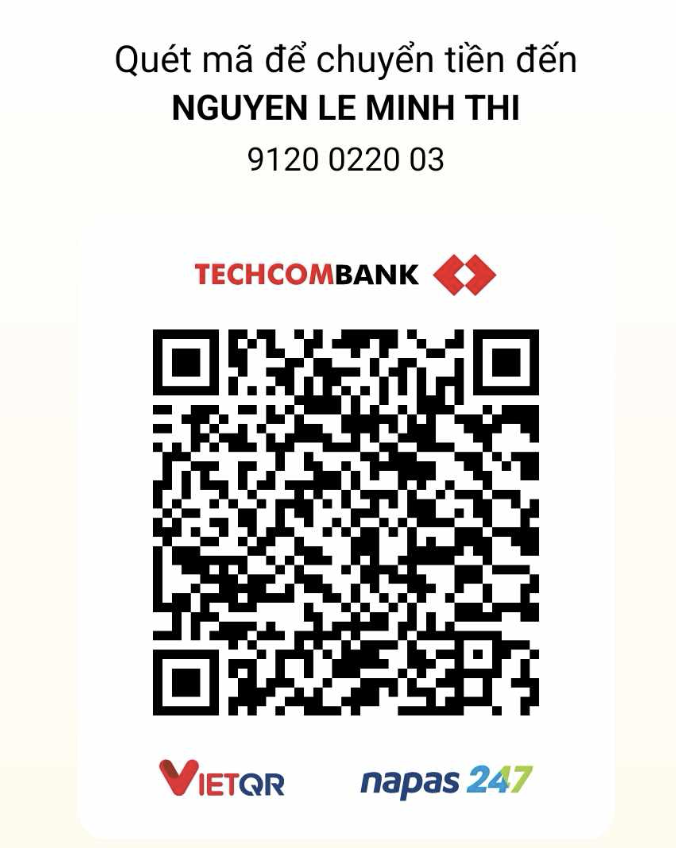 Quét mã để chuyển tiền đến
NGUYEN LE MINH THI
9120 0220 03
TECHCOMBANK
VIETQR
napas 247